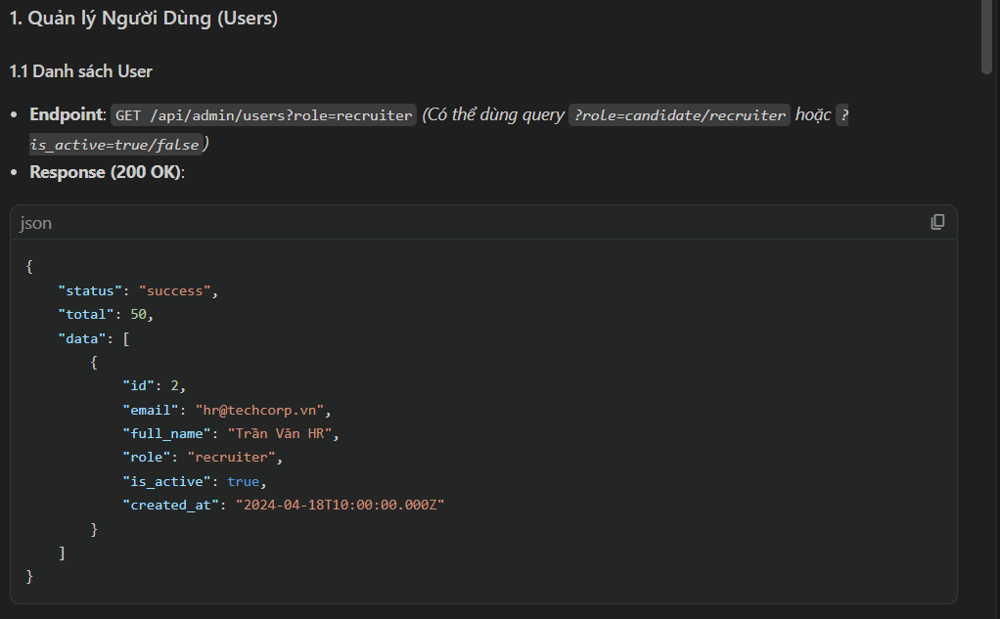 1. Quản lý Người Dùng (Users)
1.1 Danh sách User
• Endpoint: GET /api/admin/users?role=recruiter (Có thể dùng query ?role=candidate/recruiter hoặc ?
is_active=true/false)
• Response (200 OK):
json
{
    "status": "success",
    "total": 50,
    "data": [
        {
            "id": 2,
            "email": "hr@techcorp.vn",
            "full_name": "Trần Văn HR",
            "role": "recruiter",
            "is_active": true,
            "created_at": "2024-04-18T10:00:00.000Z"
        }
    ]
}